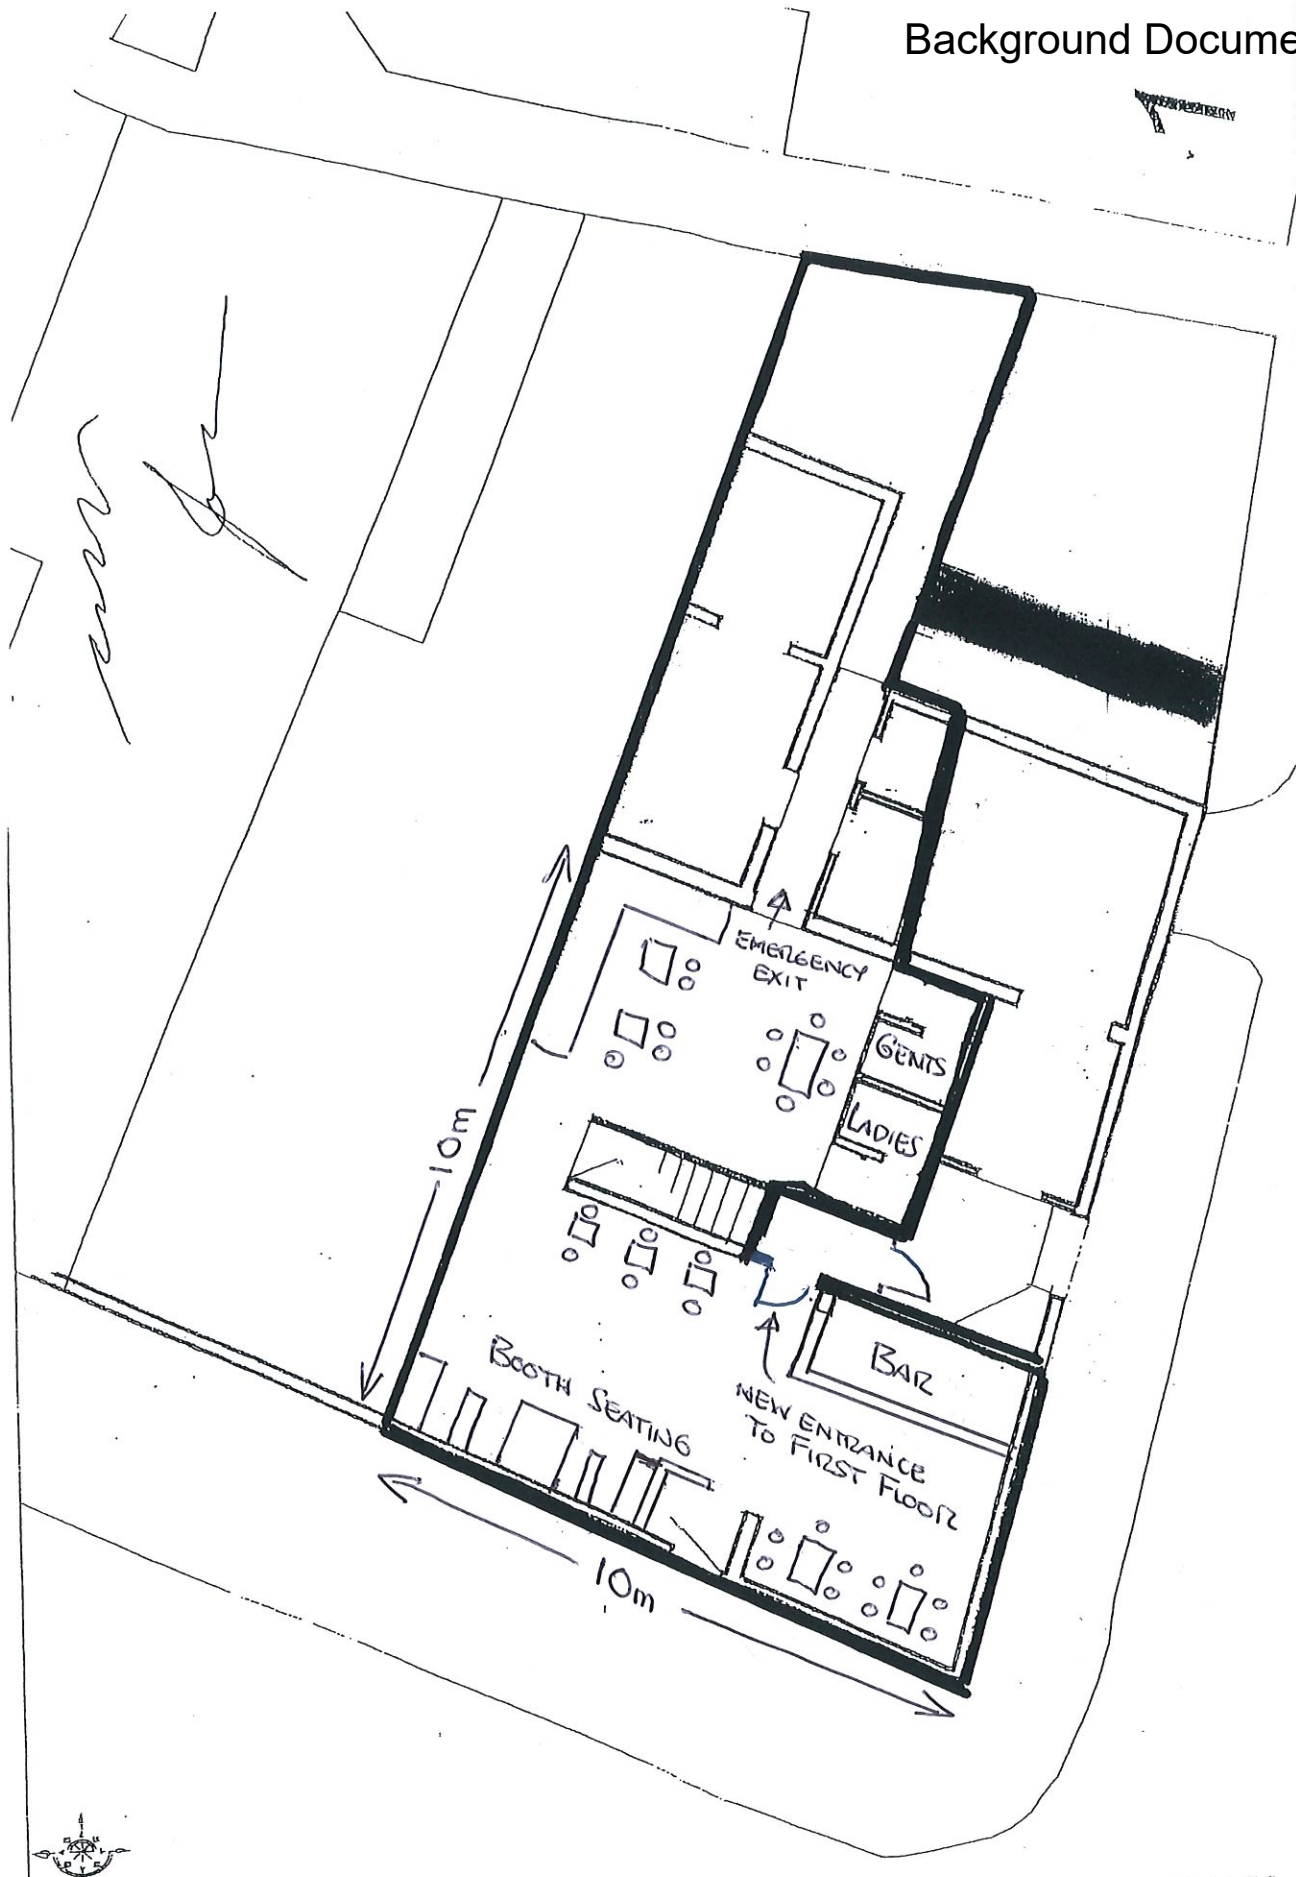 Background Docume
EMERGENCY
EXIT
GENTS
LADIES
10m
BOOTH SEATING
BAR
NEW ENTRANCE
TO FIRST FLOOR
10m